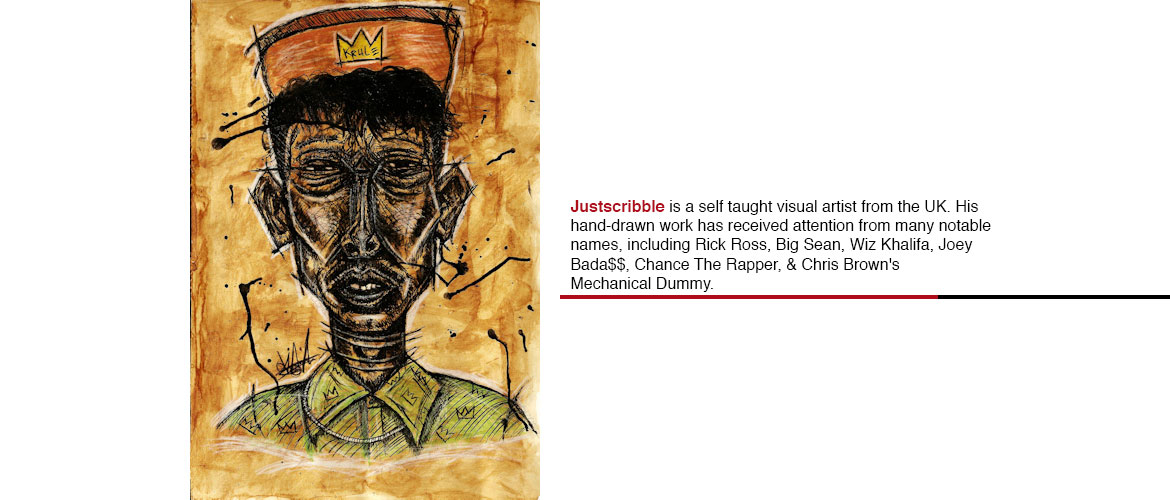 KRULE
Justscribble is a self taught visual artist from the UK. His
hand-drawn work has received attention from many notable
names, including Rick Ross, Big Sean, Wiz Khalifa, Joey
Bada$$, Chance The Rapper, & Chris Brown's
Mechanical Dummy.